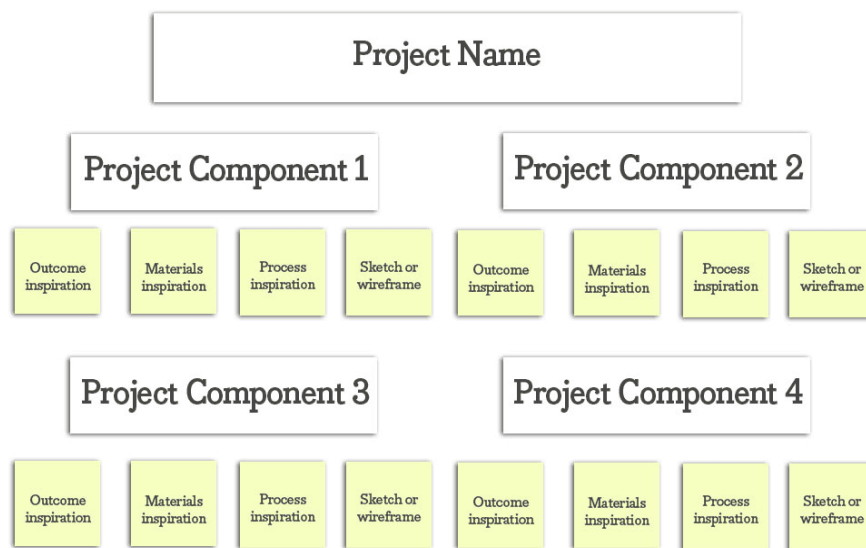 Project Name
Project Component 1
Project Component 2
Outcome
inspiration
Materials
inspiration
Process
inspiration
Sketch or
wireframe
Outcome
inspiration
Materials
inspiration
Process
inspiration
Sketch or
wireframe
Project Component 3
Project Component 4
Outcome
inspiration
Materials
inspiration
Process
inspiration
Sketch or
wireframe
Outcome
inspiration
Materials
inspiration
Process
inspiration
Sketch or
wireframe